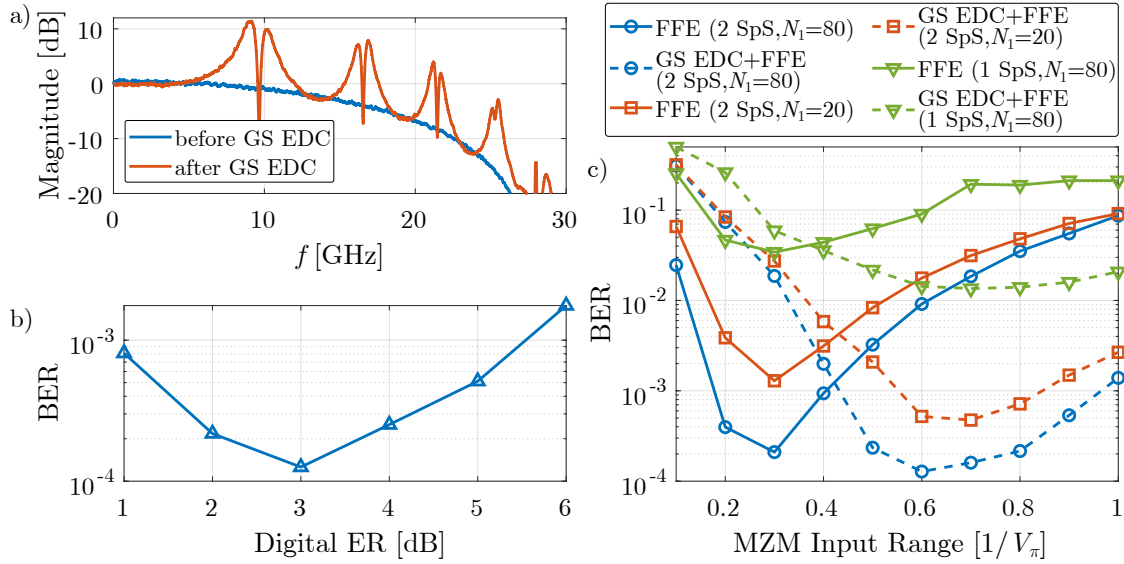 a)
Magnitude [dB]
10
0
-10
-20
before GS EDC
after GS EDC
0
10
20
30
f [GHz]
b)
BER
10-3
10-4
1
2
3
4
5
6
Digital ER [dB]
FFE (2 SpS,N1=80)
GS EDC+FFE
(2 SpS,N1=80)
FFE (2 SpS,N1=20)
GS EDC+FFE
(2 SpS,N1=20)
FFE (1 SpS,N1=80)
GS EDC+FFE
(1 SpS,N1=80)
c)
BER
10-1
10-2
10-3
10-4
0.2
0.4
0.6
0.8
1
MZM Input Range [1/Vπ]